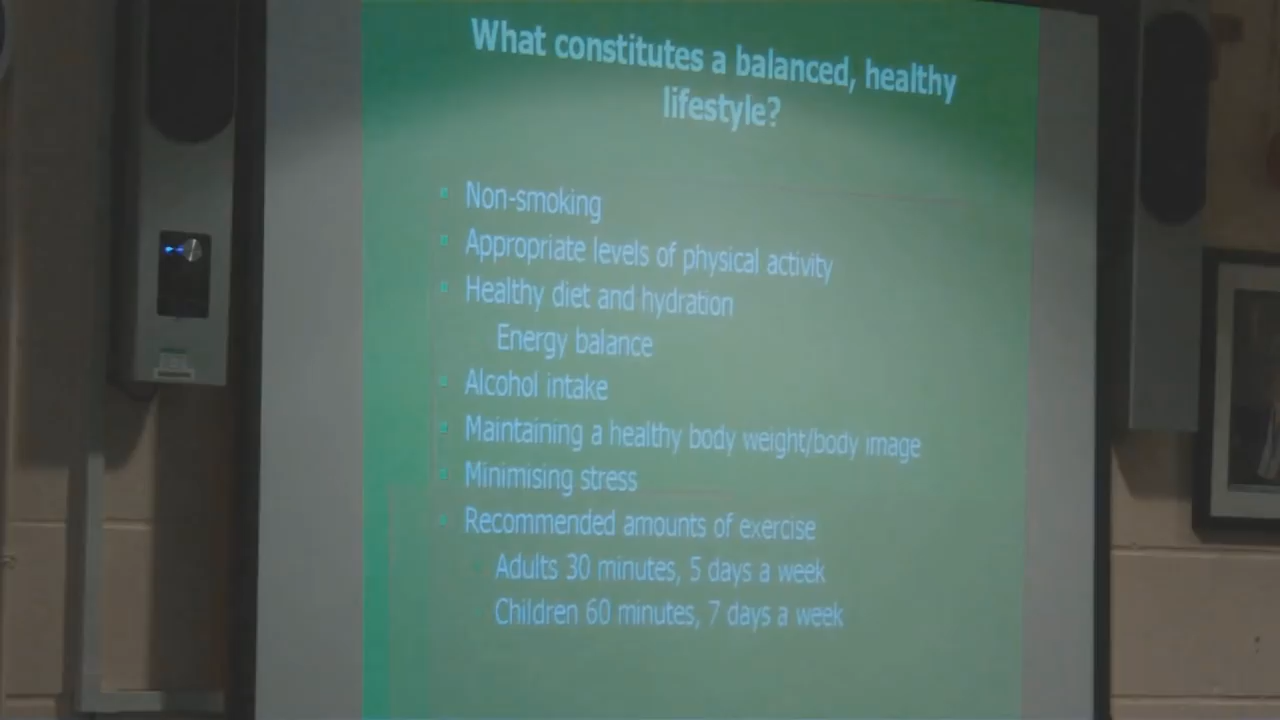 What constitutes a balanced, healthy
lifestyle?
Non-smoking
Appropriate levels of physical activity
Healthy diet and hydration
Energy balance
Alcohol intake
Maintaining a healthy body weight/body image
Minimising stress
Recommended amounts of exercise
Adults 30 minutes, 5 days a week
Children 60 minutes, 7 days a week